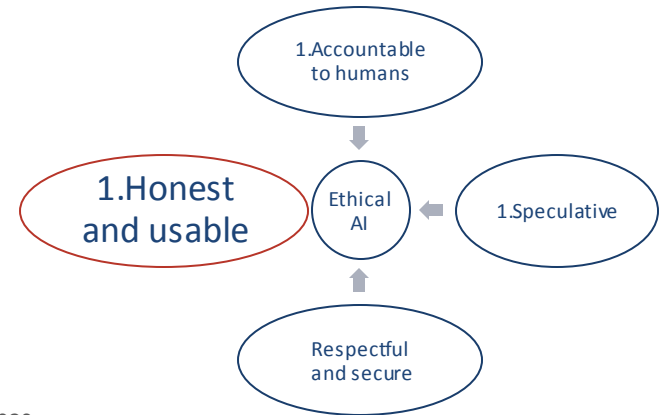 1.Accountable
to humans
1.Honest
and usable
Ethical
AI
1.Speculative
Respectful
and secure